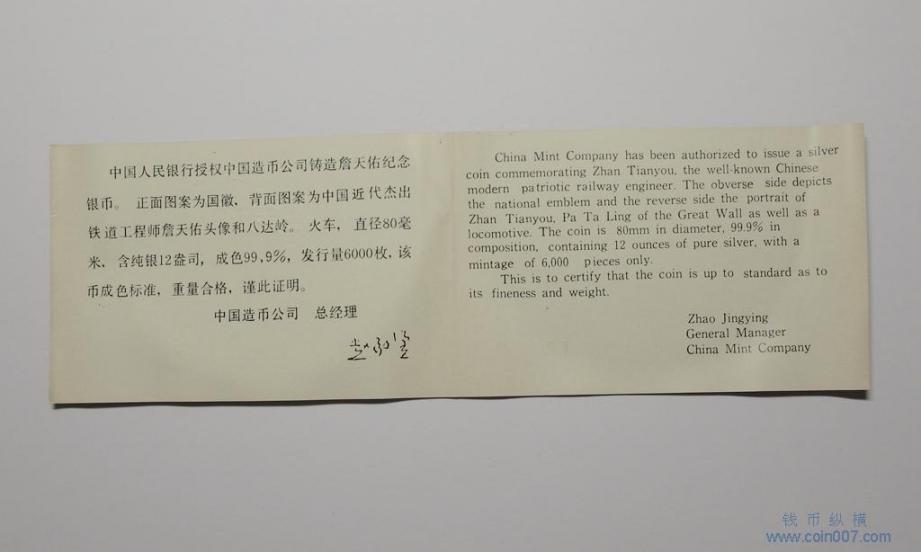 中国人民银行授权中国造币公司铸造詹天佑纪念
银币。正面图案为国徽，背面图案为中国近代杰出
铁道工程师詹天佑头像和八达岭。火车，直径80毫
米，含纯银12盎司，成色99,9%，发行量6000枚，该
币成色标准，重量合格，谨此证明。
中国造币公司 总经理
China Mint Company has been authorized to issue a silver
coin commemorating Zhan Tianyou, the well-known Chinese
modern patriotic railway engineer. The obverse side depicts
the national emblem and the reverse side the portrait of
Zhan Tianyou, Pa Ta Ling of the Great Wall as well as a
locomotive. The coin is 80mm in diameter, 99.9% in
composition, containing 12 ounces of pure silver, with a
mintage of 6,000 pieces only.
This is to certify that the coin is up to standard as to
its fineness and weight.
Zhao Jingying
General Manager
China Mint Company
钱币纵横
www.coin007.com